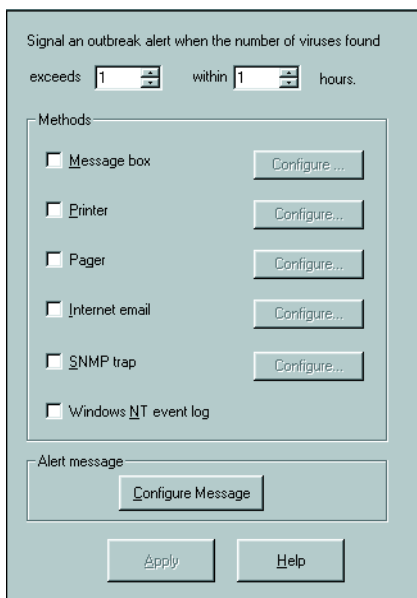 Signal an outbreak alert when the number of viruses found
exceeds 1 within 1 hours.
Methods
Message box Configure ...
Printer Configure...
Pager Configure...
Internet email Configure...
SNMP trap Configure...
Windows NT event log
Alert message
Configure Message
Apply Help